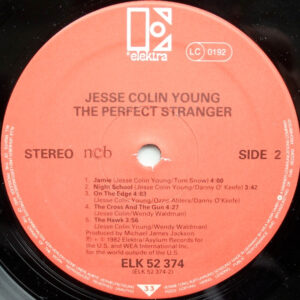 elektra
LC 0192
JESSE COLIN YOUNG
THE PERFECT STRANGER
STEREO ncb SIDE 2
1. Jamie (Jesse Colin Young/Tom Snow) 4:00
2. Night School (Jesse Colin Young/Danny O'Keefe) 3:42
3. On The Edge 4:03
(Jesse Colin Young/Dave
/Danny O'Keefe)
4. The Cross And The Gun 4:27
(Jesse Colin/Wendy Waldman)
5. The Hawk 3:56
(Jesse Colin Young/Wendy Waldman)
Produced by Michael James Jackson
℗ + © 1982 Elektra/Asylum Records for
the U.S. and WEA International Inc. for
the world outside of the U.S.
ELK 52 374
(ELK 52 374-2)
33